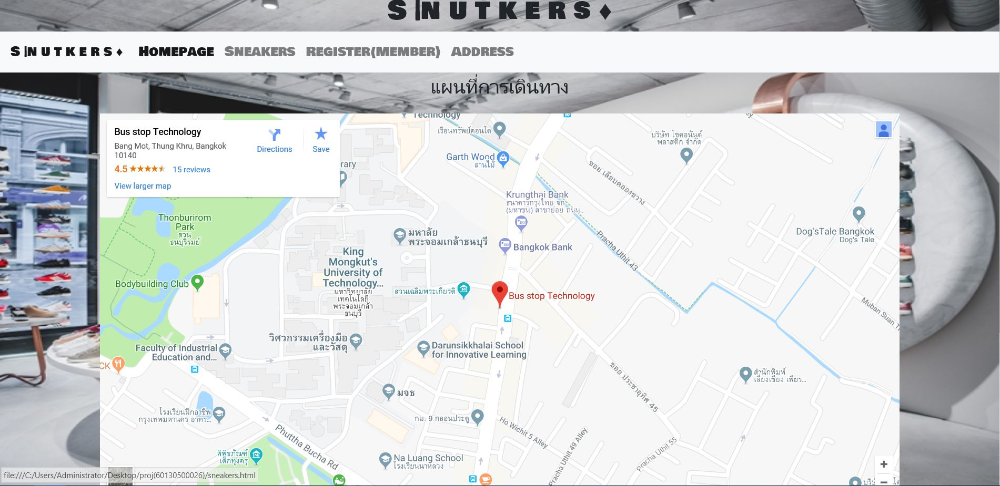 S|NUTKERS♦
S|NUTKERS♦ Homepage Sneakers Register(Member) Address
แผนที่การเดินทาง
Bus stop Technology
Bang Mot, Thung Khru, Bangkok
10140
4.5 ★★★★★ 15 reviews
View larger map
Directions
Save
Technology
เรือนทรัพย์คอนโด
Garth Wood
ลานไม้
บริษัท โชคอนันต์
พลาสติก จำกัด
ซอย เลียบคลองขวาง
rary
Krungthai Bank
ธนาคารกรุงไทย จก
(มหาชน) สาขาย่อย ถนน...
Thonburirom
Park
สวน
ธนบุรีรมย์
มหาลัย
พระจอมเกล้าธนบุรี
Bangkok Bank
Pracha Uthit 43
Dog'sTale Bangkok
Dog's Tale
King
Mongkut's
University of
Technology...
มหาวิทยาลัย
เทคโนโลยี
พระจอมเกล้า
ธนบุรี
Bodybuilding Club
สวนเฉลิมพระเกียรติ
Bus stop Technology
Muban Suan T
วิศวกรรมเครื่องมือ
และวัสดุ
Faculty of Industrial
Education and...
CK
Darunsikkhalai School
for Innovative Learning
ซอย ประชาอุทิศ 45
สำนักพิมพ์
เลี่ยงเชียง เพียร...
มจธ
โรงเรียนฝึกอาชีพ
กรุงเทพมหานคร อาทร...
กม. 9 กลอนประตู
Ho Wichit 5 Alley
Phuttha Bucha Rd
Pracha Uthit 49 Alley
Pracha Uthit 55
พิพิธภัณฑ์
เด็กทุ่งครุ
Na Luang School
โรงเรียนนาหลวง
+
−
file:///C:/Users/Administrator/Desktop/proj(60130500026)/sneakers.html